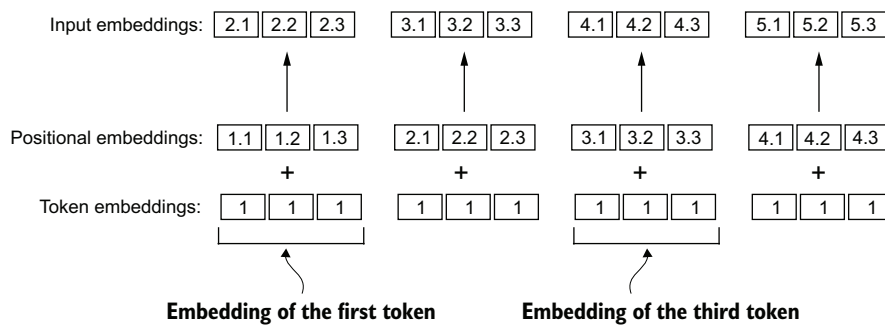 Input embeddings: 2.1 2.2 2.3 3.1 3.2 3.3 4.1 4.2 4.3 5.1 5.2 5.3
Positional embeddings: 1.1 1.2 1.3 2.1 2.2 2.3 3.1 3.2 3.3 4.1 4.2 4.3
+ + + +
Token embeddings: 1 1 1 1 1 1 1 1 1 1 1 1
Embedding of the first token Embedding of the third token